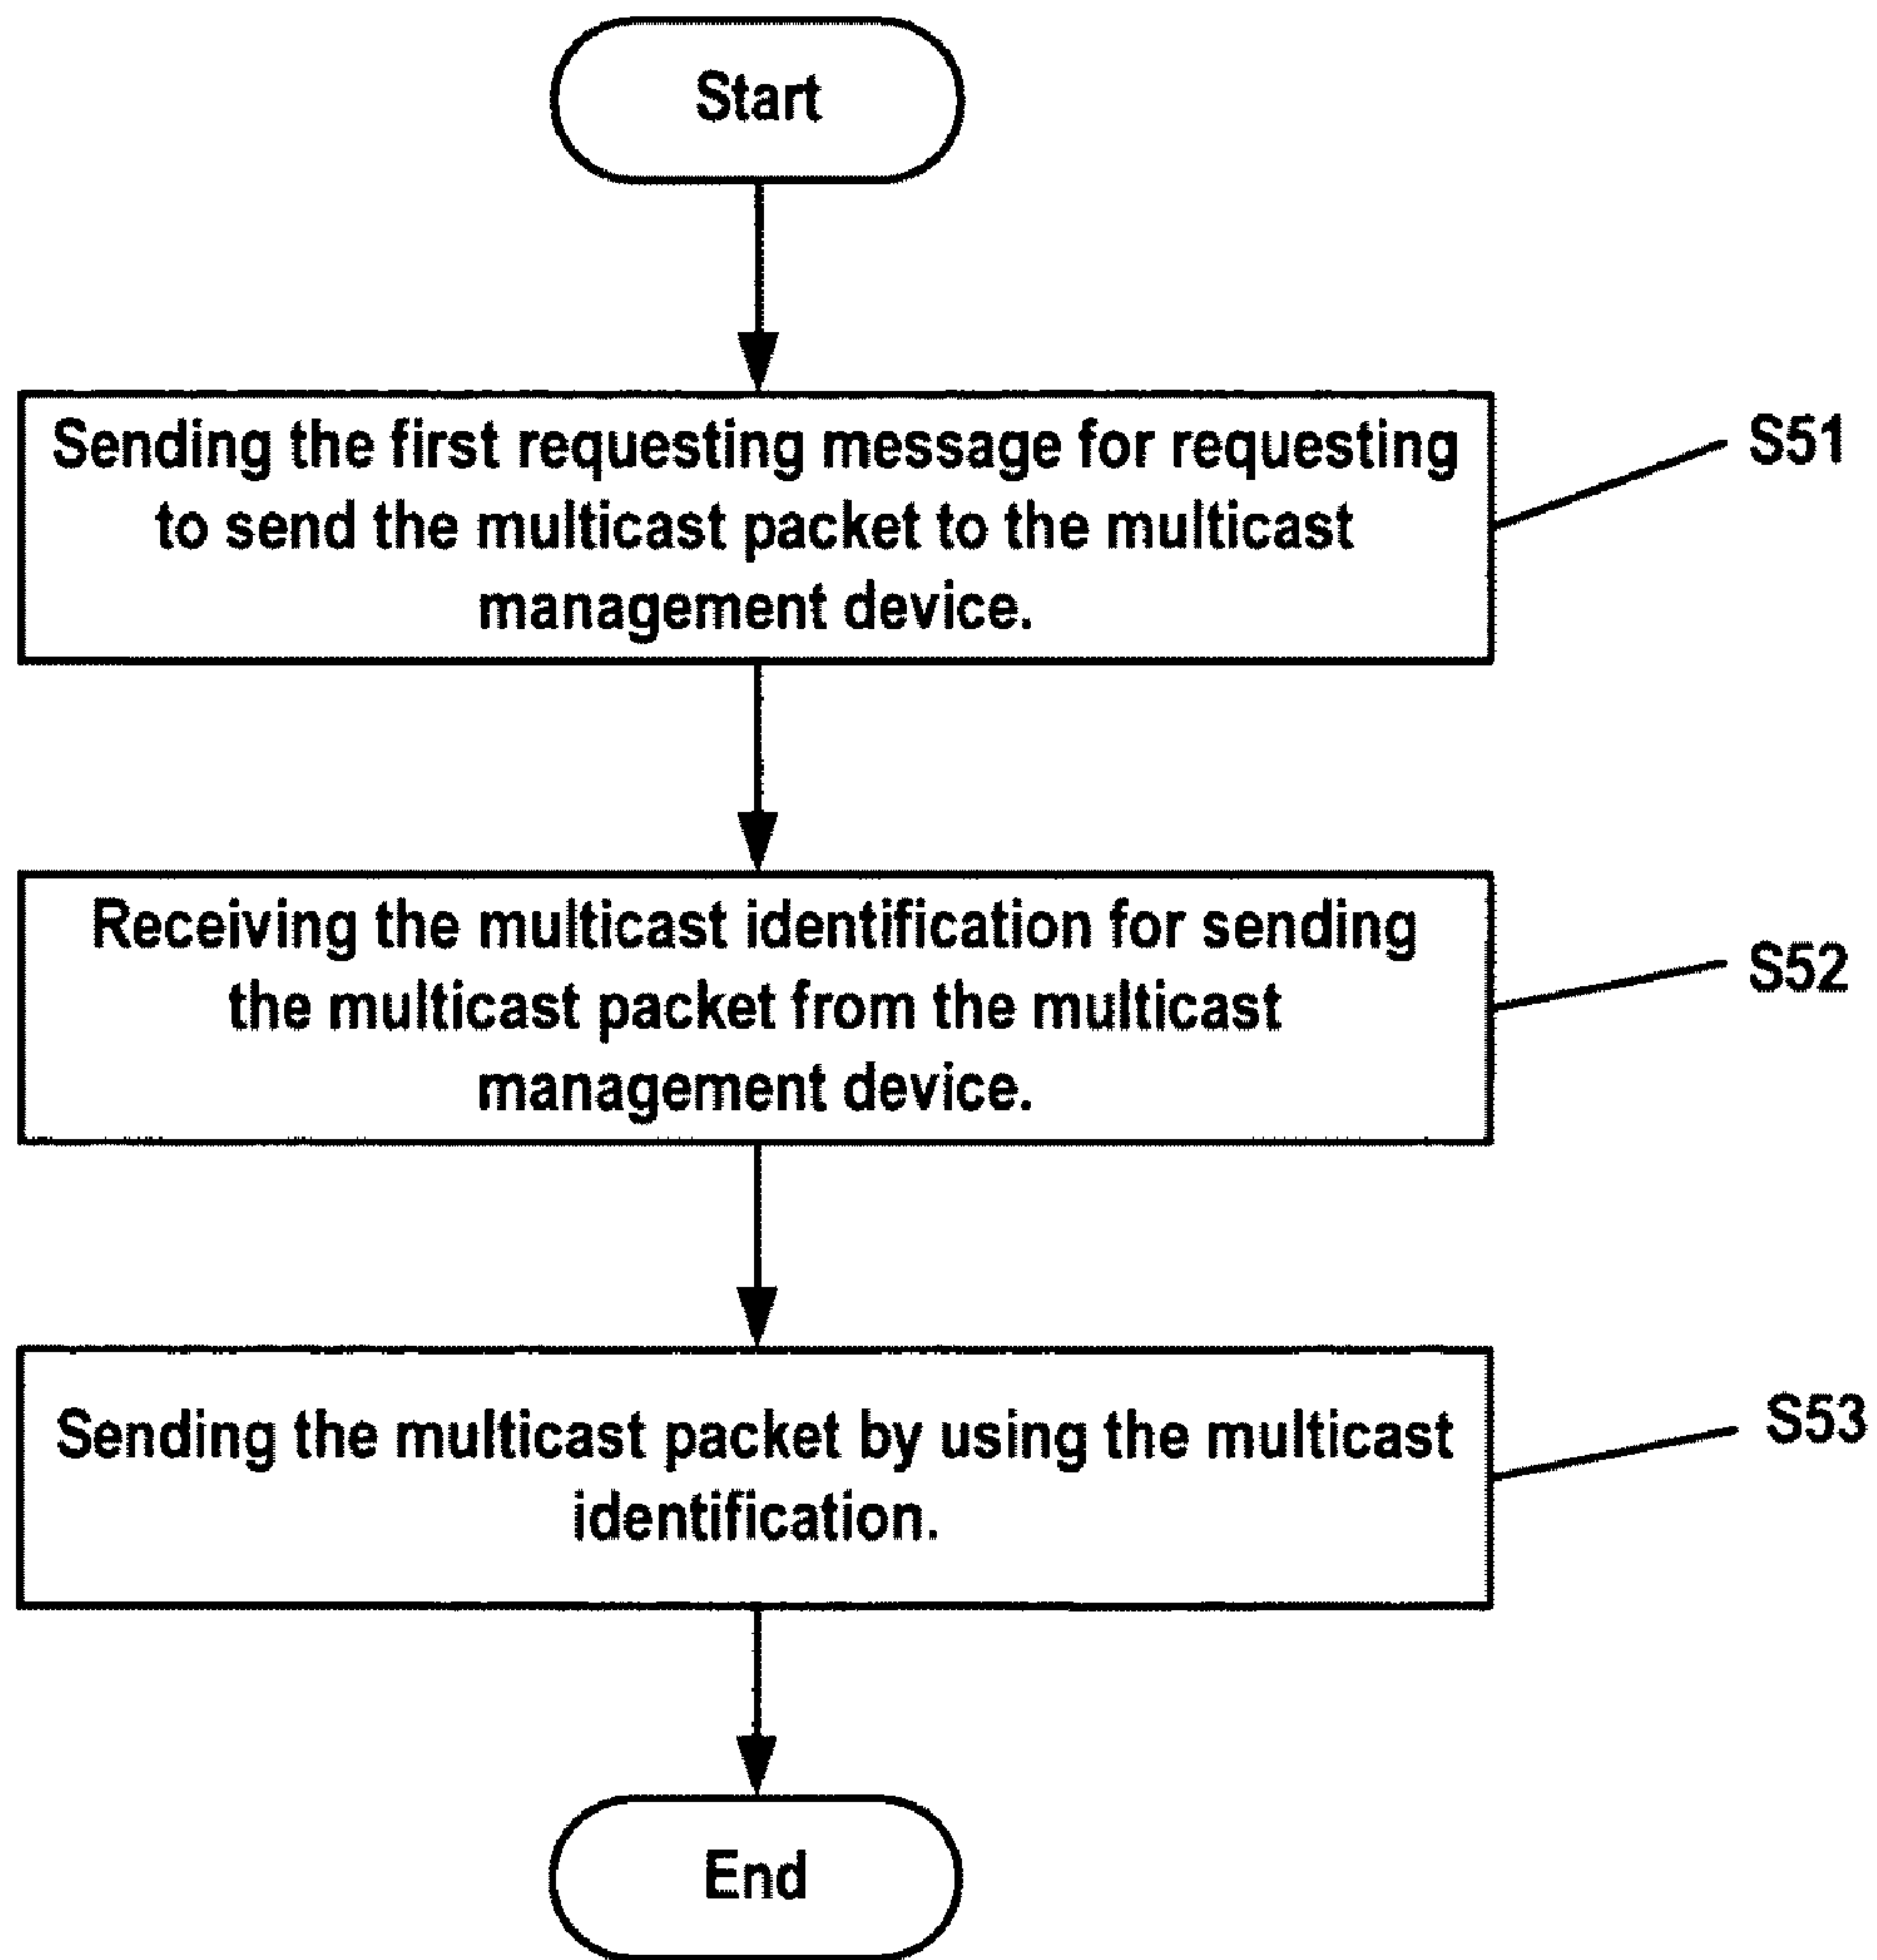 Start
Sending the first requesting message for requesting
to send the multicast packet to the multicast
management device.
S51
Receiving the multicast identification for sending
the multicast packet from the multicast
management device.
S52
Sending the multicast packet by using the multicast
identification.
S53
End